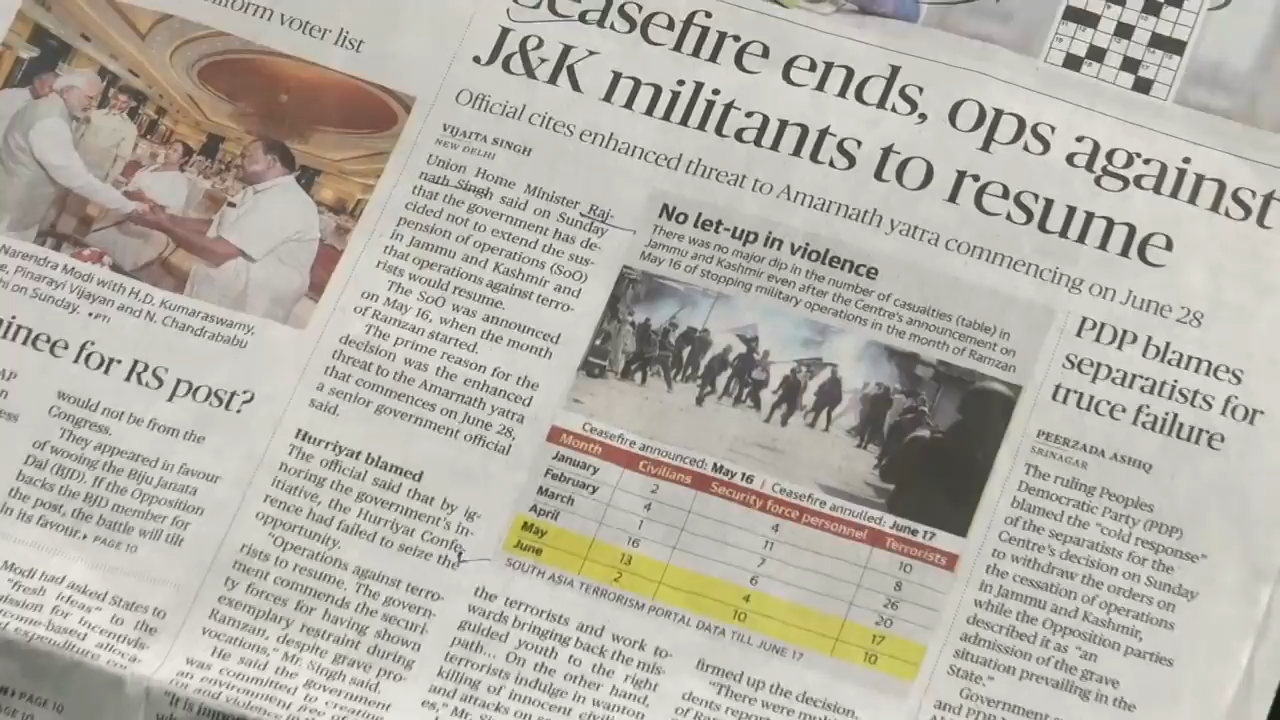 form voter list
Narendra Modi with H.D. Kumaraswamy,
e, Pinarayi Vijayan and N. Chandrababu
hi on Sunday. •PTI
inee for RS post?
AP
would not be from the
Congress.
They appeared in favour
of wooing the Biju Janata
Dal (BJD). If the Opposition
backs the BJD member for
the post, the battle will tilt
in its favour. PAGE 10
Modi had asked States to
"fresh ideas" to the
PAGE 10
PAGE 10
Ceasefire ends, ops against
J&K militants to resume
Official cites enhanced threat to Amarnath yatra commencing on June 28
VIJAITA SINGH
NEW DELHI
Union Home Minister Raj-
nath Singh said on Sunday
that the government has de-
cided not to extend the sus-
pension of operations (SoO)
in Jammu and Kashmir and
that operations against terro-
rists would resume.
The SoO was announced
on May 16, when the month
of Ramzan started.
The prime reason for the
decision was the enhanced
threat to the Amarnath yatra
that commences on June 28,
a senior government official
said.
Hurriyat blamed
The official said that by ig-
noring the government's in-
itiative, the Hurriyat Confe-
rence had failed to seize the
opportunity.
"Operations against terro-
rists to resume. The govern-
ment commends the securi-
ty forces for having shown
exemplary restraint during
Ramzan, despite grave pro-
vocations," Mr. Singh said.
He said the government
was committed to creating
an environment
the terrorists and work to-
wards bringing back the mis-
guided youth to the right
path... On the other hand,
terrorists indulge in wanton
killing of innocent
and attacks on
firmed up the decision.
"There were
dents
No let-up in violence
There was no major dip in the number of casualties (table) in
Jammu and Kashmir even after the Centre's announcement on
May 16 of stopping military operations in the month of Ramzan
Ceasefire announced: May 16 | Ceasefire annulled: June 17
Month Civilians Security force personnel Terrorists
January 2 4 10
February 4 11 8
March 1 7 26
April 16 6 20
May 13 4 17
June 2 10 10
SOUTH ASIA TERRORISM PORTAL DATA TILL JUNE 17
PDP blames
separatists for
truce failure
PEERZADA ASHIQ
SRINAGAR
The ruling Peoples
Democratic Party (PDP)
blamed the "cold response"
of the separatists for the
Centre's decision on Sunday
to withdraw the orders on
the cessation of operations
in Jammu and Kashmir,
while the Opposition parties
described it as "an
admission of the grave
situation prevailing in the
State."
Government
and PDP